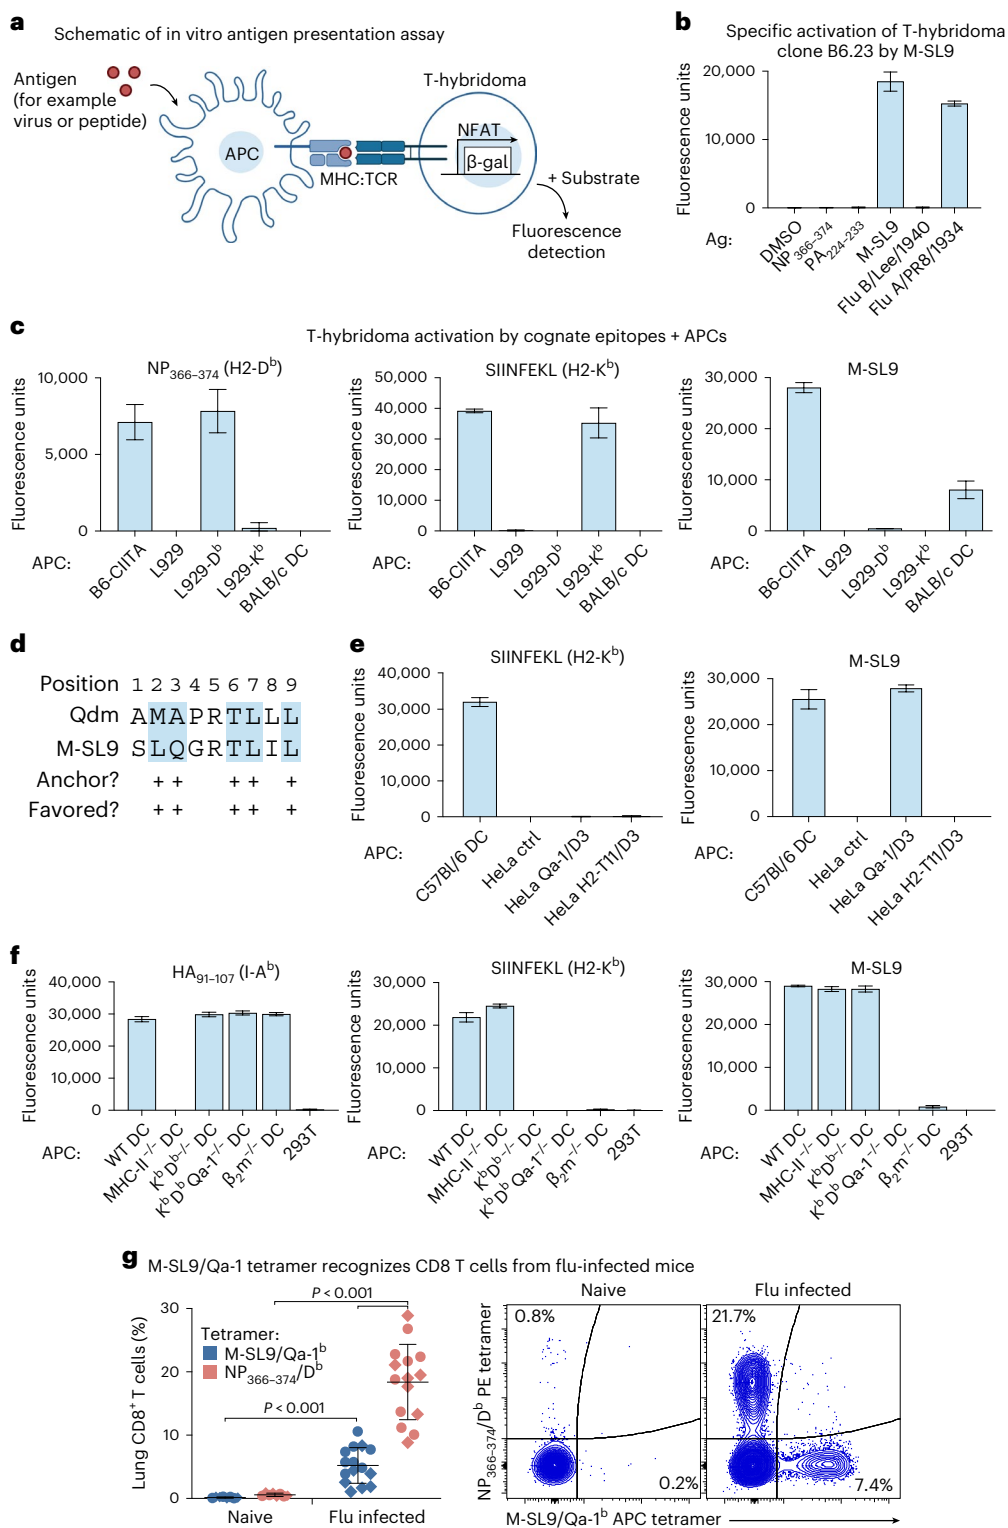 a
Schematic of in vitro antigen presentation assay
Antigen
(for example
virus or peptide)
APC
MHC:TCR
T-hybridoma
NFAT
β-gal
+ Substrate
Fluorescence
detection
b
Specific activation of T-hybridoma
clone B6.23 by M-SL9
Fluorescence units
20,000
10,000
0
Ag:
DMSO
NP366–374
PA224–233
M-SL9
Flu B/Lee/1940
Flu A/PR8/1934
c
T-hybridoma activation by cognate epitopes + APCs
NP366–374 (H2-Db)
Fluorescence units
10,000
5,000
0
APC:
B6-CIITA
L929
L929-Db
L929-Kb
BALB/c DC
SIINFEKL (H2-Kb)
Fluorescence units
50,000
40,000
30,000
20,000
10,000
0
APC:
B6-CIITA
L929
L929-Db
L929-Kb
BALB/c DC
M-SL9
Fluorescence units
30,000
20,000
10,000
0
APC:
B6-CIITA
L929
L929-Db
L929-Kb
BALB/c DC
d
Position 1 2 3 4 5 6 7 8 9
Qdm A M A P R T L L L
M-SL9 S L Q G R T L I L
Anchor? + + + + +
Favored? + + + + +
e
SIINFEKL (H2-Kb)
Fluorescence units
40,000
30,000
20,000
10,000
0
APC:
C57Bl/6 DC
HeLa ctrl
HeLa Qa-1/D3
HeLa H2-T11/D3
M-SL9
Fluorescence units
30,000
20,000
10,000
0
APC:
C57Bl/6 DC
HeLa ctrl
HeLa Qa-1/D3
HeLa H2-T11/D3
f
HA91–107 (I-Ab)
Fluorescence units
40,000
30,000
20,000
10,000
0
APC:
WT DC
MHC-II−/− DC
KbDb−/− DC
KbDbQa-1−/− DC
β2m−/− DC
293T
SIINFEKL (H2-Kb)
Fluorescence units
30,000
20,000
10,000
0
APC:
WT DC
MHC-II−/− DC
KbDb−/− DC
KbDbQa-1−/− DC
β2m−/− DC
293T
M-SL9
Fluorescence units
30,000
20,000
10,000
0
APC:
WT DC
MHC-II−/− DC
KbDb−/− DC
KbDbQa-1−/− DC
β2m−/− DC
293T
g
M-SL9/Qa-1 tetramer recognizes CD8 T cells from flu-infected mice
Lung CD8+ T cells (%)
30
20
10
0
P < 0.001
Tetramer:
M-SL9/Qa-1b
NP366–374/Db
P < 0.001
Naive
Flu infected
NP366–374/Db PE tetramer
Naive
0.8%
0.2%
Flu infected
21.7%
7.4%
M-SL9/Qa-1b APC tetramer